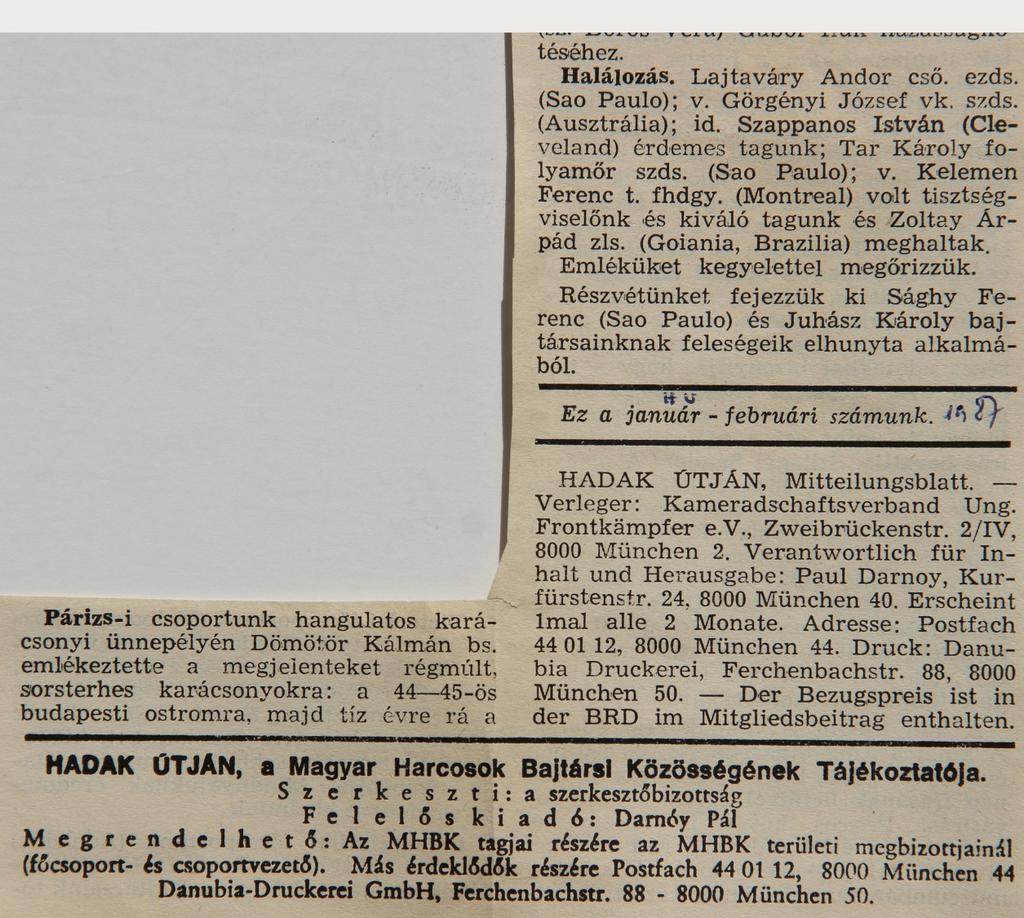 téséhez.
Halálozás. Lajtaváry Andor cső. ezds.
(Sao Paulo); v. Görgényi József vk. szds.
(Ausztrália); id. Szappanos István (Cle-
veland) érdemes tagunk; Tar Károly fo-
lyamőr szds. (Sao Paulo); v. Kelemen
Ferenc t. fhdgy. (Montreal) volt tisztség-
viselőnk és kiváló tagunk és Zoltay Ár-
pád zls. (Goiania, Brazilia) meghaltak.
Emléküket kegyelettel megőrizzük.
Részvétünket fejezzük ki Sághy Fe-
renc (Sao Paulo) és Juhász Károly baj-
társainknak feleségeik elhunyta alkalmá-
ból.
Ez a január - februári számunk. 1987
HADAK ÚTJÁN, Mitteilungsblatt. —
Verleger: Kameradschaftsverband Ung.
Frontkämpfer e.V., Zweibrückenstr. 2/IV,
8000 München 2. Verantwortlich für In-
halt und Herausgabe: Paul Darnoy, Kur-
fürstenstr. 24, 8000 München 40. Erscheint
1mal alle 2 Monate. Adresse: Postfach
44 01 12, 8000 München 44. Druck: Danu-
bia Druckerei, Ferchenbachstr. 88, 8000
München 50. — Der Bezugspreis ist in
der BRD im Mitgliedsbeitrag enthalten.
Párizs-i csoportunk hangulatos kará-
csonyi ünnepélyén Dömötör Kálmán bs.
emlékeztette a megjelenteket régmúlt,
sorsterhes karácsonyokra: a 44—45-ös
budapesti ostromra, majd tíz évre rá a
HADAK ÚTJÁN, a Magyar Harcosok Bajtársi Közösségének Tájékoztatója.
Szerkeszti: a szerkesztőbizottság
Felelős kiadó: Darnóy Pál
Megrendelhető: Az MHBK tagjai részére az MHBK területi megbizottjainál
(főcsoport- és csoportvezető). Más érdeklődők részére Postfach 44 01 12, 8000 München 44
Danubia-Druckerei GmbH, Ferchenbachstr. 88 - 8000 München 50.